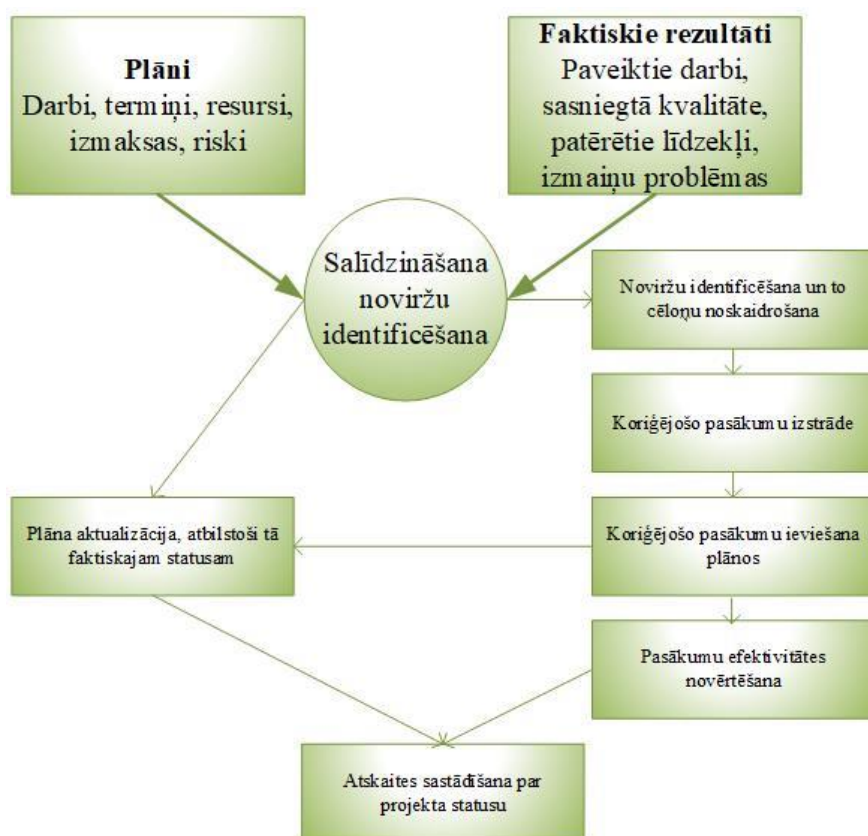 Plāni
Darbi, termiņi, resursi,
izmaksas, riski
Faktiskie rezultāti
Paveiktie darbi,
sasniegtā kvalitāte,
patērētie līdzekļi,
izmaiņu problēmas
Salīdzināšana
noviržu
identificēšana
Noviržu identificēšana un to
cēloņu noskaidrošana
Koriģējošo pasākumu izstrāde
Plāna aktualizācija, atbilstoši tā
faktiskajam statusam
Koriģējošo pasākumu ieviešana
plānos
Pasākumu efektivitātes
novērtēšana
Atskaites sastādīšana par
projekta statusu